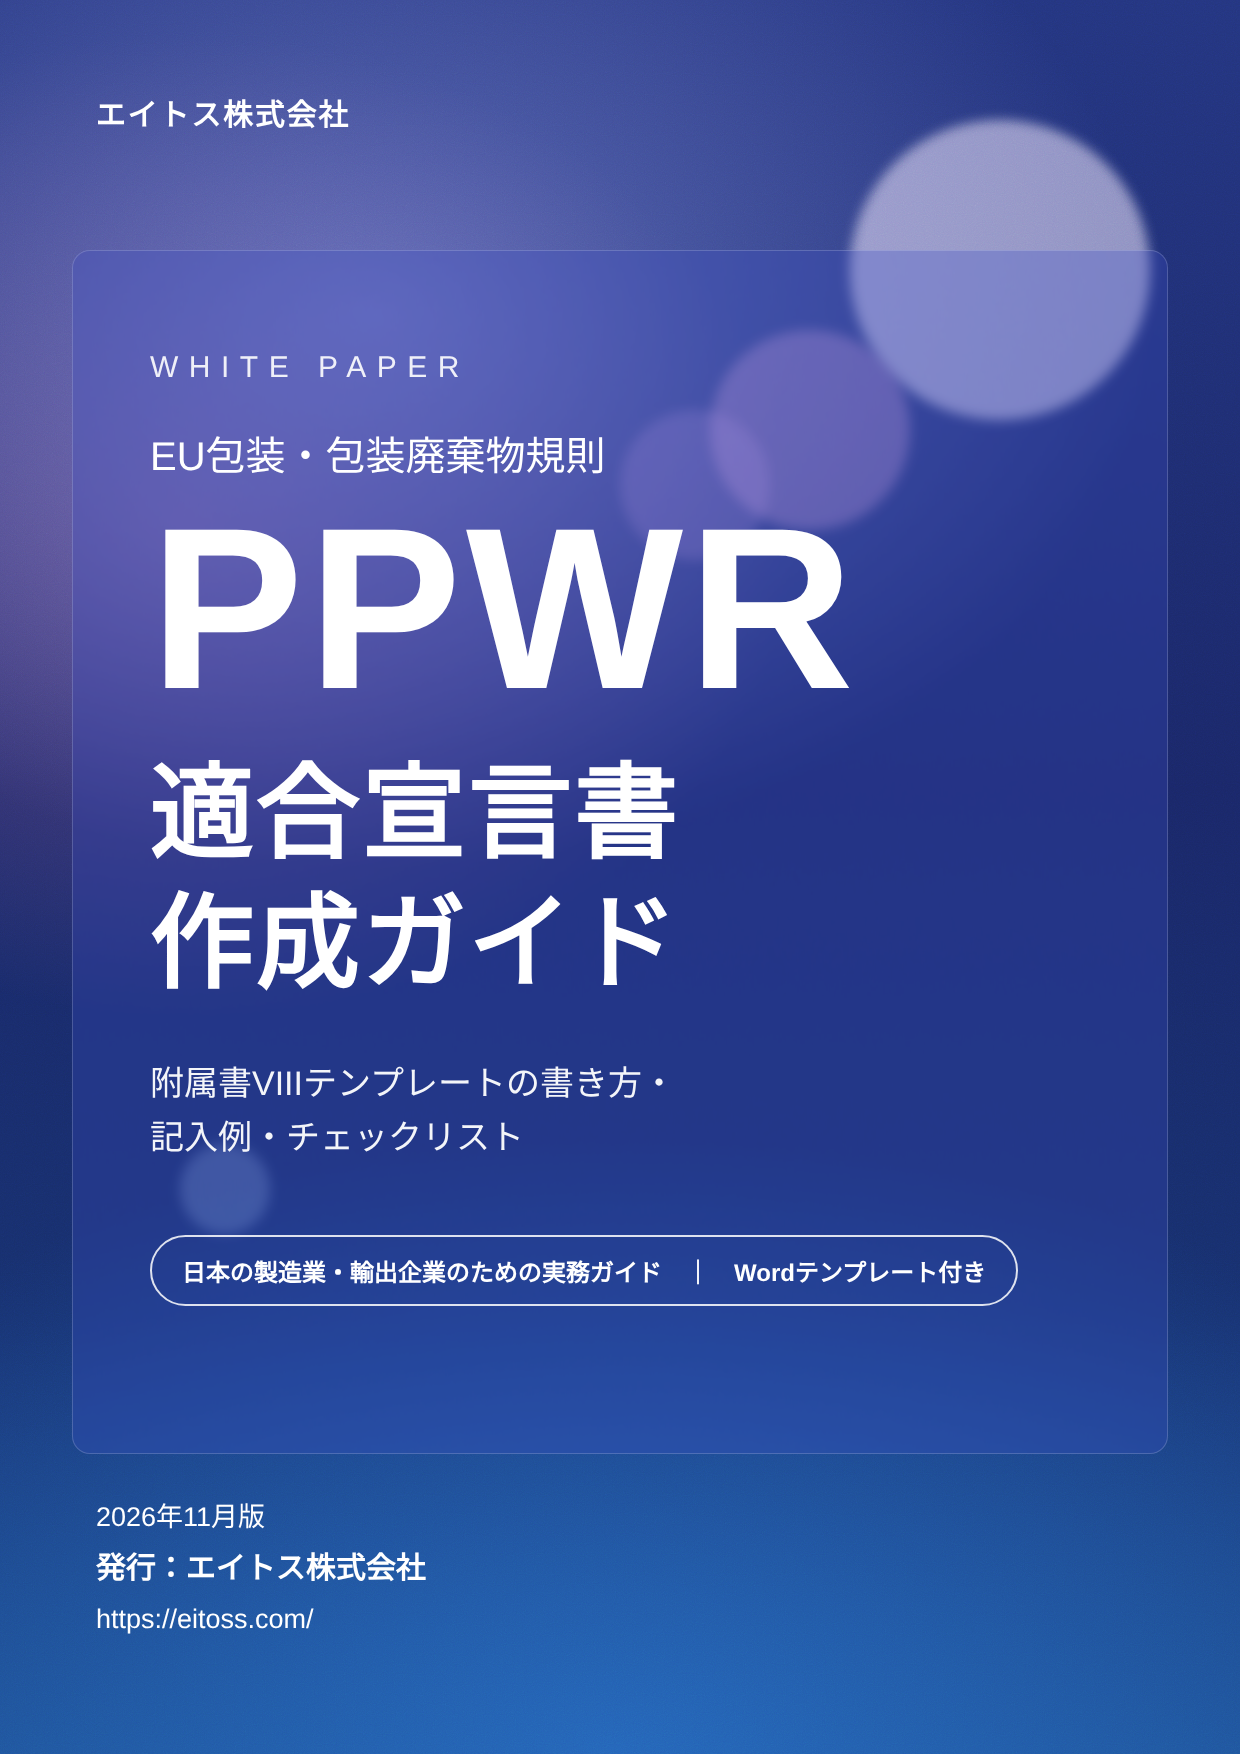 エイトス株式会社
WHITE PAPER
EU包装・包装廃棄物規則
PPWR
適合宣言書
作成ガイド
附属書VIIIテンプレートの書き方・
記入例・チェックリスト
日本の製造業・輸出企業のための実務ガイド ｜ Wordテンプレート付き
2026年11月版
発行：エイトス株式会社
https://eitoss.com/